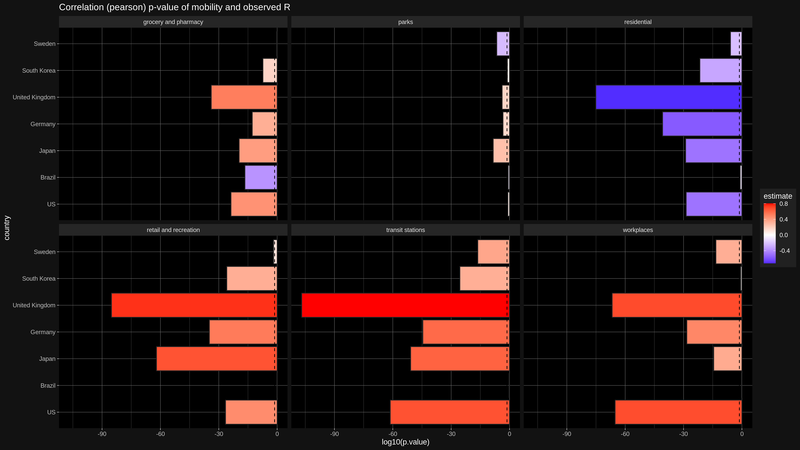 Correlation (pearson) p-value of mobility and observed R
grocery and pharmacy
parks
residential
Sweden
South Korea
United Kingdom
Germany
Japan
Brazil
US
country
retail and recreation
transit stations
workplaces
Sweden
South Korea
United Kingdom
Germany
Japan
Brazil
US
-90 -60 -30 0
-90 -60 -30 0
-90 -60 -30 0
log10(p.value)
estimate
0.8
0.4
0.0
-0.4